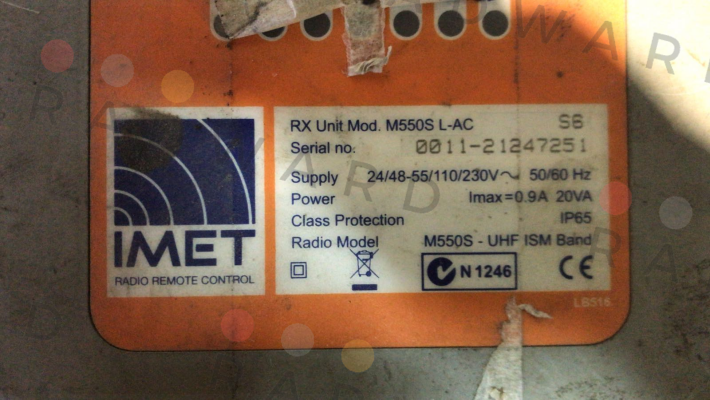 RX Unit Mod. M550S L-AC S6
Serial no. 0011-21247251
Supply 24/48-55/110/230V~ 50/60 Hz
Power Imax=0.9A 20VA
Class Protection IP65
Radio Model M550S - UHF ISM Band
IMET
RADIO REMOTE CONTROL
N 1246
CE
LB516